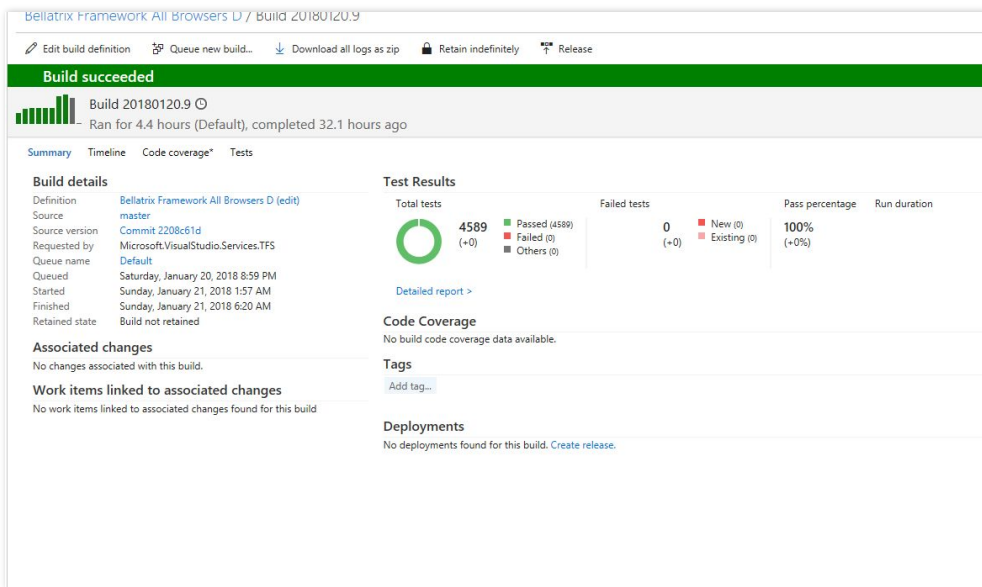 Bellatrix Framework All Browsers D / Build 20180120.9
Edit build definition Queue new build... Download all logs as zip Retain indefinitely Release
Build succeeded
Build 20180120.9
Ran for 4.4 hours (Default), completed 32.1 hours ago
Summary Timeline Code coverage* Tests
Build details
Definition Bellatrix Framework All Browsers D (edit)
Source master
Source version Commit 2208c61d
Requested by Microsoft.VisualStudio.Services.TFS
Queue name Default
Queued Saturday, January 20, 2018 8:59 PM
Started Sunday, January 21, 2018 1:57 AM
Finished Sunday, January 21, 2018 6:20 AM
Retained state Build not retained
Associated changes
No changes associated with this build.
Work items linked to associated changes
No work items linked to associated changes found for this build
Test Results
Total tests Failed tests Pass percentage Run duration
4589 Passed (4589) 0 New (0) 100%
(+0) Failed (0) (+0) Existing (0) (+0%)
Others (0)
Detailed report >
Code Coverage
No build code coverage data available.
Tags
Add tag...
Deployments
No deployments found for this build. Create release.